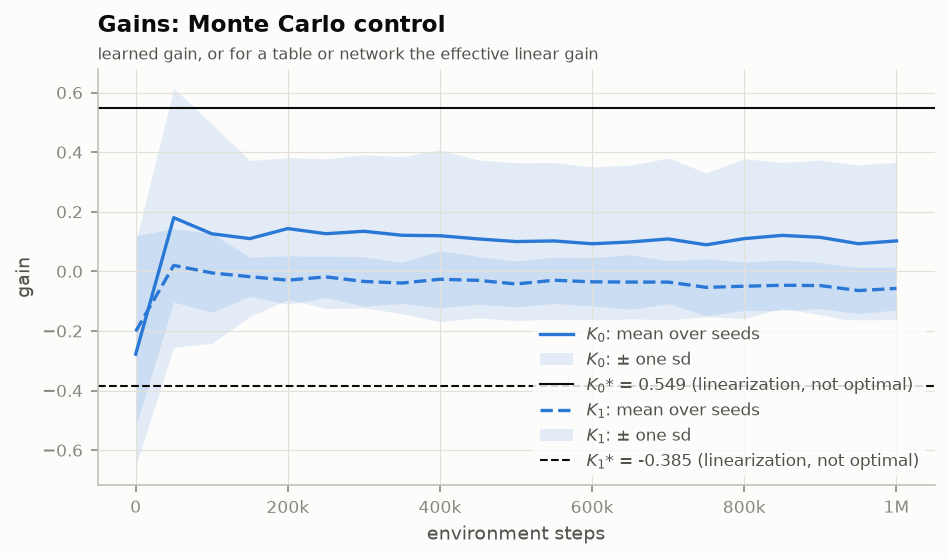 Gains: Monte Carlo control
learned gain, or for a table or network the effective linear gain
gain
0.6
0.4
0.2
0.0
−0.2
−0.4
−0.6
K₀: mean over seeds
K₀: ± one sd
K₀* = 0.549 (linearization, not optimal)
K₁: mean over seeds
K₁: ± one sd
K₁* = -0.385 (linearization, not optimal)
0 200k 400k 600k 800k 1M
environment steps